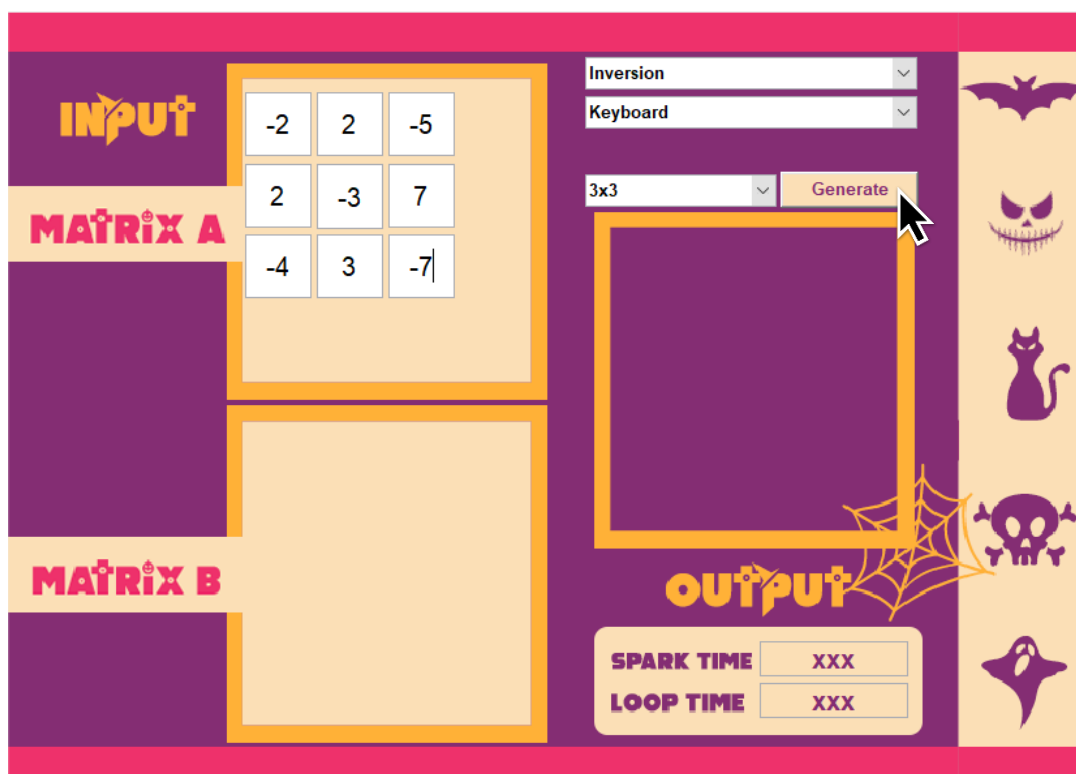 INPUT
MATRIX A
-2 2 -5
2 -3 7
-4 3 -7
MATRIX B
Inversion
Keyboard
3x3 Generate
OUTPUT
SPARK TIME XXX
LOOP TIME XXX